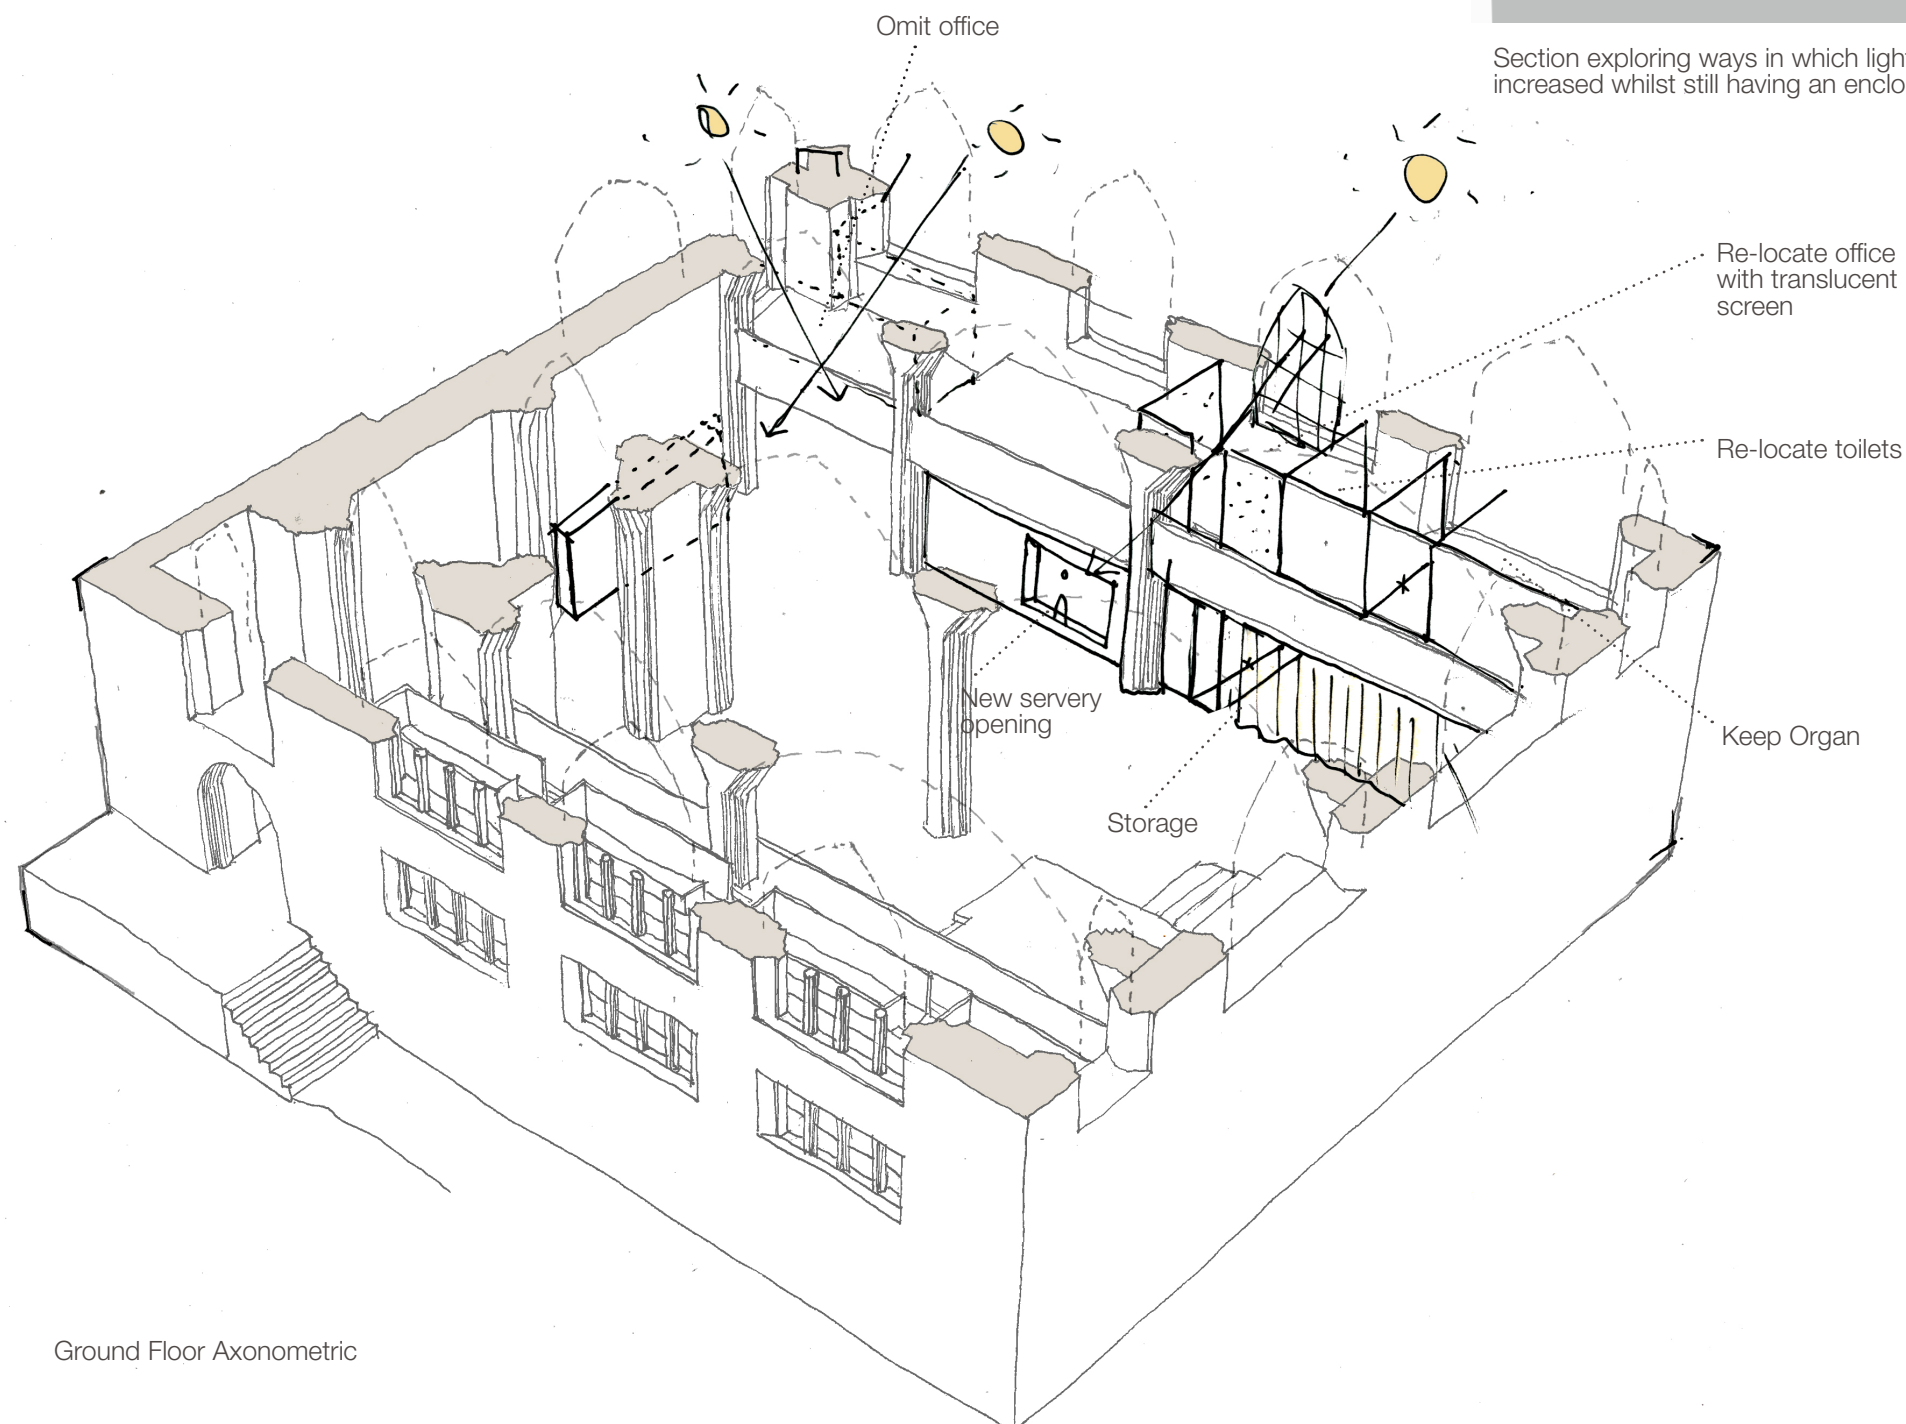 Omit office
Section exploring ways in which light
increased whilst still having an enclo
Re-locate office
with translucent
screen
Re-locate toilets
New servery
opening
Keep Organ
Storage
Ground Floor Axonometric